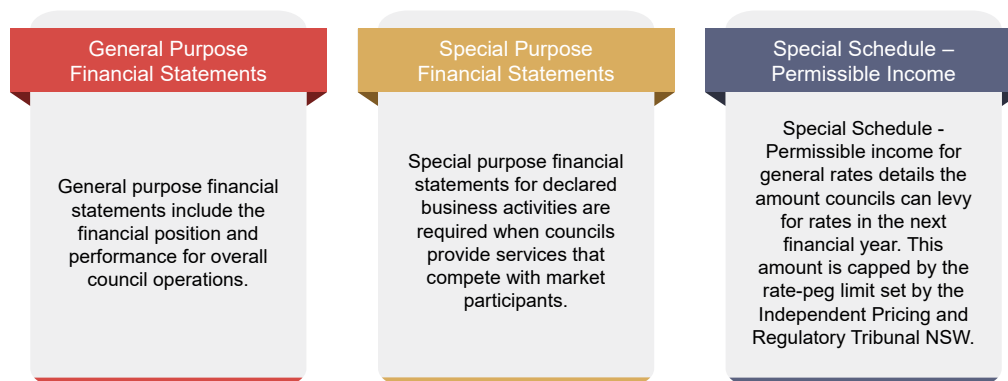 General Purpose
Financial Statements
General purpose financial
statements include the
financial position and
performance for overall
council operations.
Special Purpose
Financial Statements
Special purpose financial
statements for declared
business activities are
required when councils
provide services that
compete with market
participants.
Special Schedule –
Permissible Income
Special Schedule -
Permissible income for
general rates details the
amount councils can levy
for rates in the next
financial year. This
amount is capped by the
rate-peg limit set by the
Independent Pricing and
Regulatory Tribunal NSW.